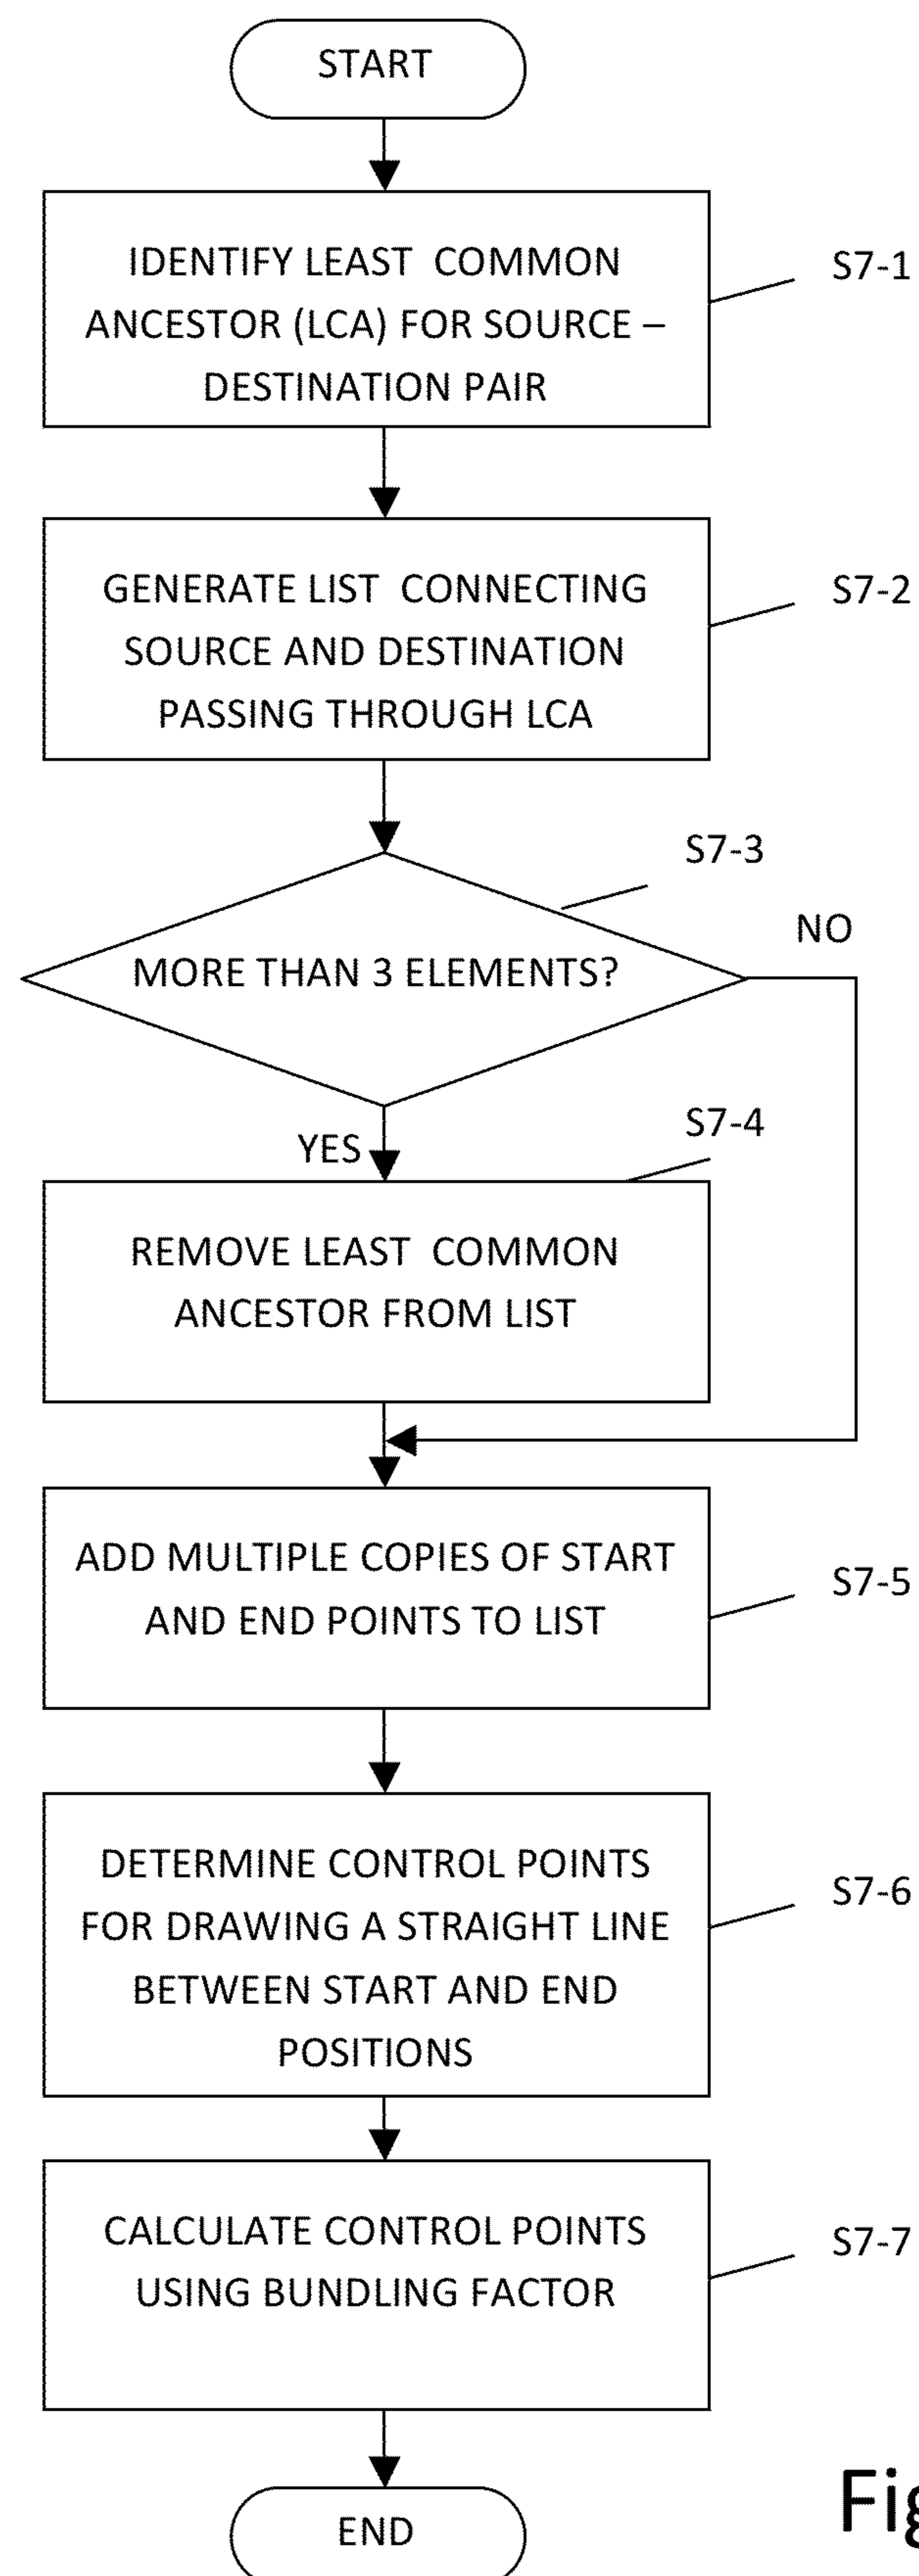 START
IDENTIFY LEAST COMMON
ANCESTOR (LCA) FOR SOURCE –
DESTINATION PAIR
S7-1
GENERATE LIST CONNECTING
SOURCE AND DESTINATION
PASSING THROUGH LCA
S7-2
S7-3
NO
MORE THAN 3 ELEMENTS?
S7-4
YES
REMOVE LEAST COMMON
ANCESTOR FROM LIST
ADD MULTIPLE COPIES OF START
AND END POINTS TO LIST
S7-5
DETERMINE CONTROL POINTS
FOR DRAWING A STRAIGHT LINE
BETWEEN START AND END
POSITIONS
S7-6
CALCULATE CONTROL POINTS
USING BUNDLING FACTOR
S7-7
END